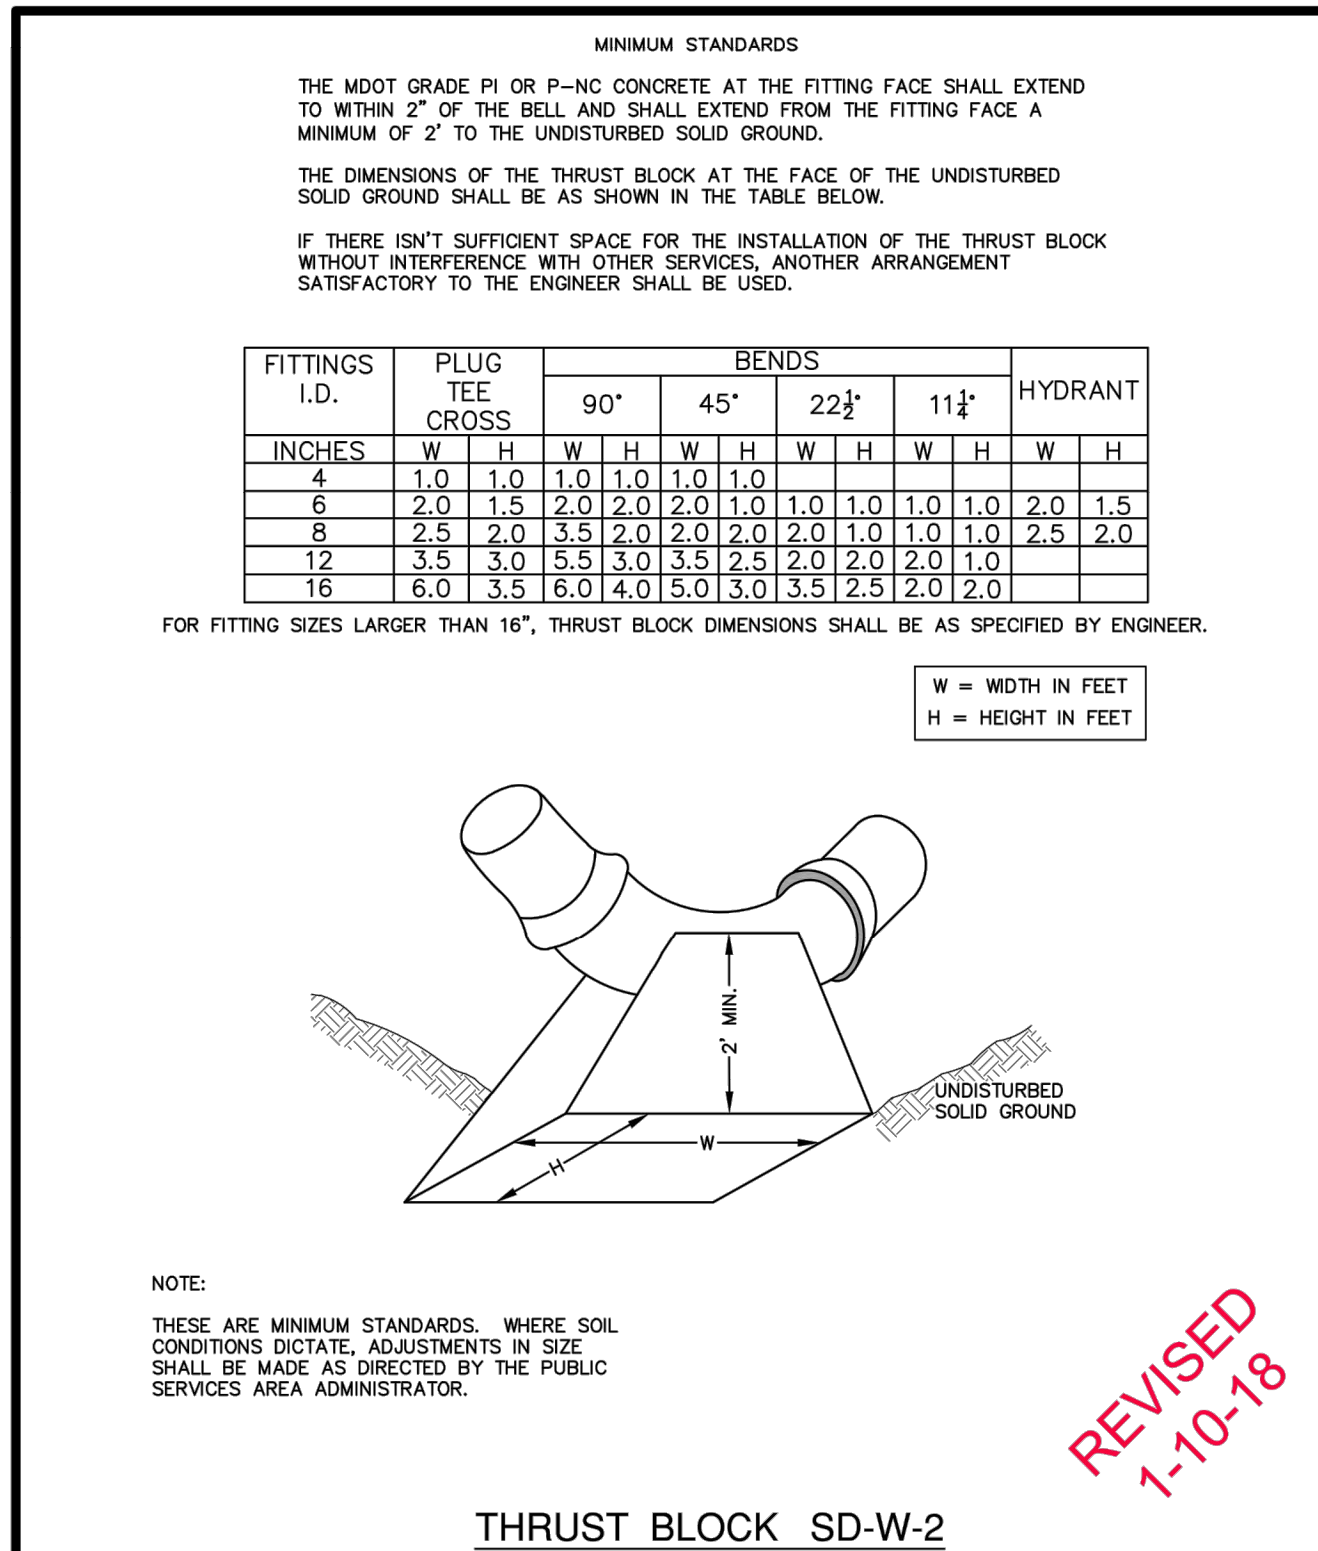 MINIMUM STANDARDS
THE MDOT GRADE PI OR P-NC CONCRETE AT THE FITTING FACE SHALL EXTEND
TO WITHIN 2" OF THE BELL AND SHALL EXTEND FROM THE FITTING FACE A
MINIMUM OF 2' TO THE UNDISTURBED SOLID GROUND.
THE DIMENSIONS OF THE THRUST BLOCK AT THE FACE OF THE UNDISTURBED
SOLID GROUND SHALL BE AS SHOWN IN THE TABLE BELOW.
IF THERE ISN'T SUFFICIENT SPACE FOR THE INSTALLATION OF THE THRUST BLOCK
WITHOUT INTERFERENCE WITH OTHER SERVICES, ANOTHER ARRANGEMENT
SATISFACTORY TO THE ENGINEER SHALL BE USED.
FITTINGS
I.D.
PLUG
TEE
CROSS
BENDS
90° 45° 22½° 11¼°
HYDRANT
INCHES W H W H W H W H W H W H
4 1.0 1.0 1.0 1.0 1.0 1.0
6 2.0 1.5 2.0 2.0 2.0 1.0 1.0 1.0 1.0 1.0 2.0 1.5
8 2.5 2.0 3.5 2.0 2.0 2.0 2.0 1.0 1.0 1.0 2.5 2.0
12 3.5 3.0 5.5 3.0 3.5 2.5 2.0 2.0 2.0 1.0
16 6.0 3.5 6.0 4.0 5.0 3.0 3.5 2.5 2.0 2.0
FOR FITTING SIZES LARGER THAN 16", THRUST BLOCK DIMENSIONS SHALL BE AS SPECIFIED BY ENGINEER.
W = WIDTH IN FEET
H = HEIGHT IN FEET
2' MIN.
W
H
UNDISTURBED
SOLID GROUND
NOTE:
THESE ARE MINIMUM STANDARDS. WHERE SOIL
CONDITIONS DICTATE, ADJUSTMENTS IN SIZE
SHALL BE MADE AS DIRECTED BY THE PUBLIC
SERVICES AREA ADMINISTRATOR.
REVISED
1-10-18
THRUST BLOCK SD-W-2